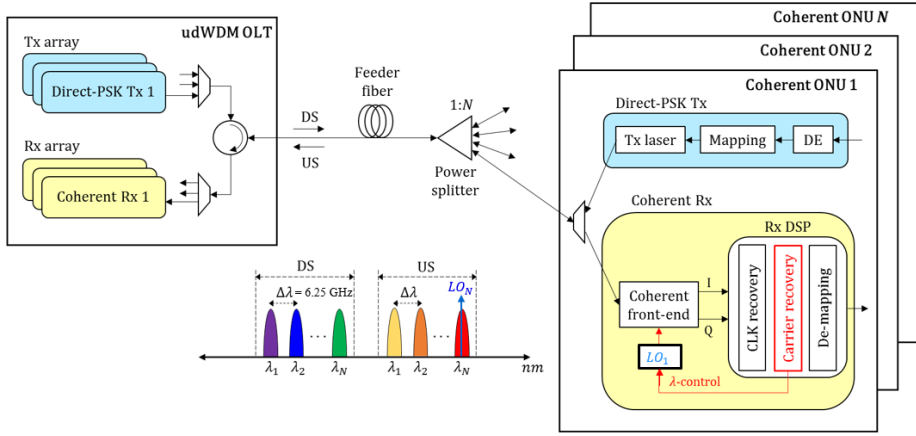 udWDM OLT
Tx array
Direct-PSK Tx 1
Rx array
Coherent Rx 1
DS
US
Feeder
fiber
1:N
Power
splitter
Coherent ONU N
Coherent ONU 2
Coherent ONU 1
Direct-PSK Tx
Tx laser
Mapping
DE
Coherent Rx
Rx DSP
Coherent
front-end
I
Q
CLK recovery
Carrier recovery
De-mapping
LO₁
λ-control
DS
US
Δλ = 6.25 GHz
Δλ
LO_N
...
...
λ₁
λ₂
λ_N
λ₁
λ₂
λ_N
nm